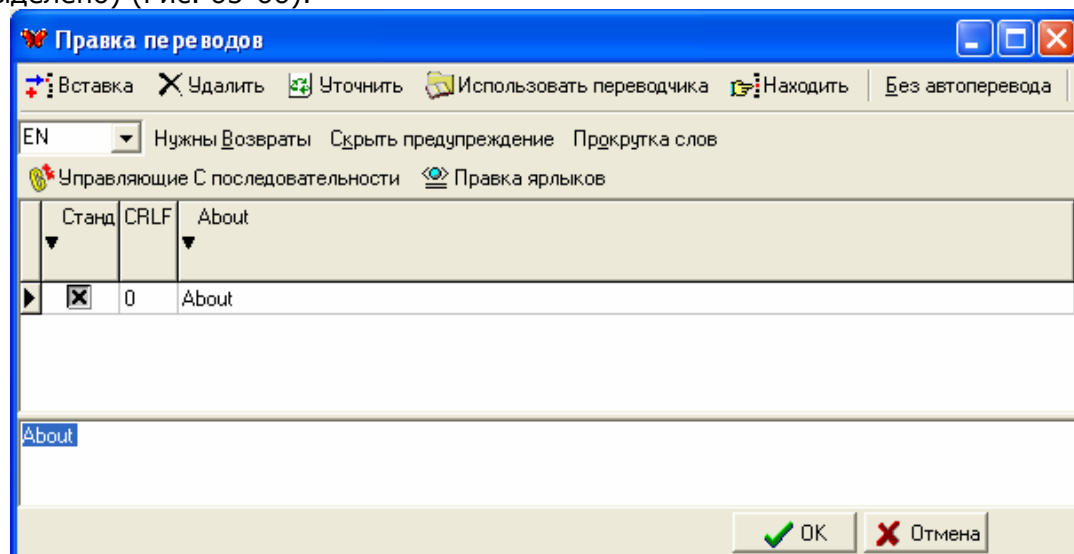 Правка переводов
Вставка Удалить Уточнить Использовать переводчика Находить Без автоперевода
EN Нужны Возвраты Скрыть предупреждение Прокрутка слов
Управляющие С последовательности Правка ярлыков
Станд CRLF About
0 About
About
OK Отмена